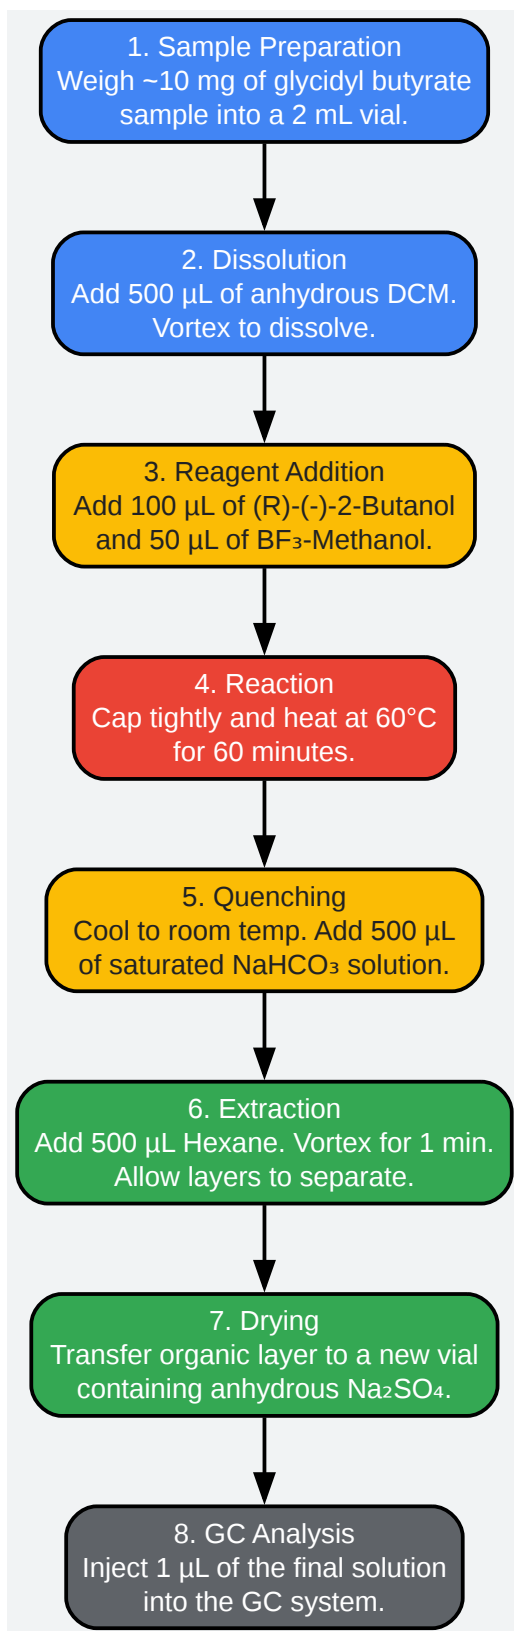 1. Sample Preparation
Weigh ~10 mg of glycidyl butyrate
sample into a 2 mL vial.
2. Dissolution
Add 500 µL of anhydrous DCM.
Vortex to dissolve.
3. Reagent Addition
Add 100 µL of (R)-(-)-2-Butanol
and 50 µL of BF₃-Methanol.
4. Reaction
Cap tightly and heat at 60°C
for 60 minutes.
5. Quenching
Cool to room temp. Add 500 µL
of saturated NaHCO₃ solution.
6. Extraction
Add 500 µL Hexane. Vortex for 1 min.
Allow layers to separate.
7. Drying
Transfer organic layer to a new vial
containing anhydrous Na₂SO₄.
8. GC Analysis
Inject 1 µL of the final solution
into the GC system.